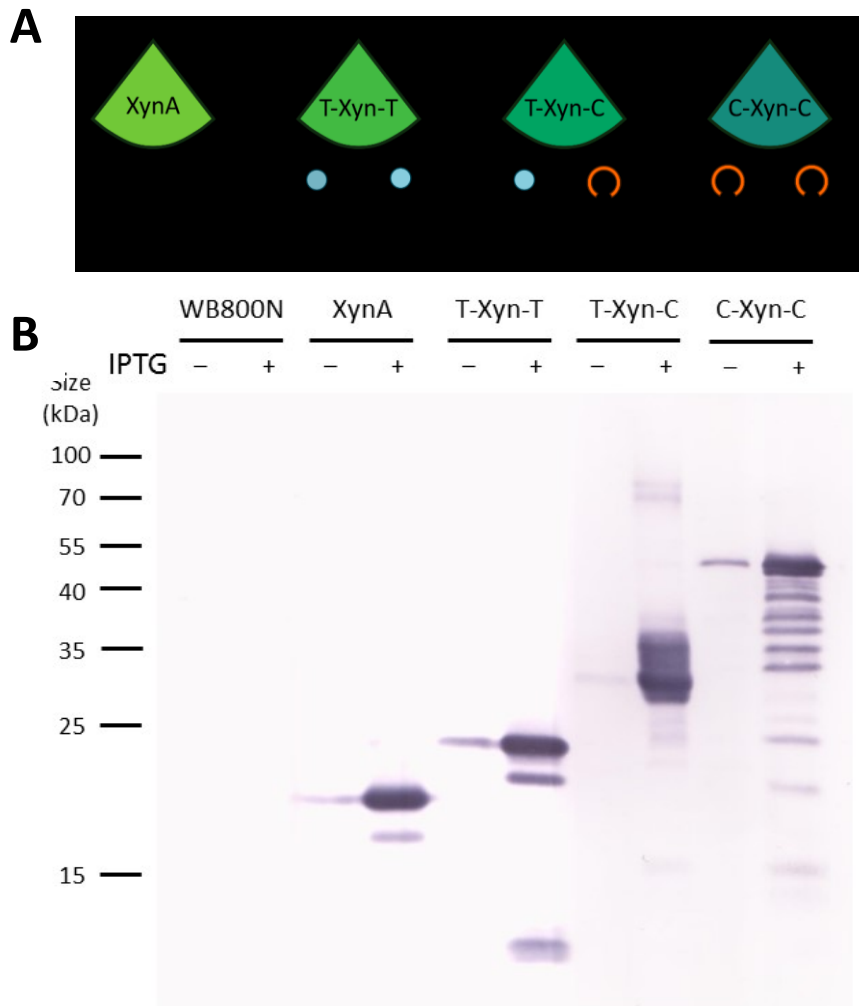 A
XynA T-Xyn-T T-Xyn-C C-Xyn-C
B
WB800N XynA T-Xyn-T T-Xyn-C C-Xyn-C
IPTG – + – + – + – + – +
Size
(kDa)
100
70
55
40
35
25
15